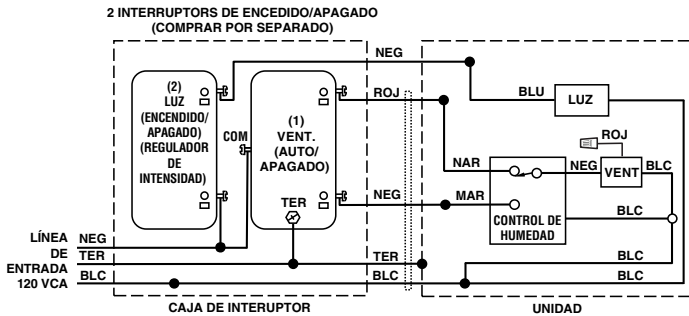 2 INTERRUPTORS DE ENCEDIDO/APAGADO
(COMPRAR POR SEPARADO)
NEG
(2)
LUZ
(ENCENDIDO/
APAGADO)
(REGULADOR
DE
INTENSIDAD)
COM
(1)
VENT.
(AUTO/
APAGADO)
TER
ROJ
NEG
BLU
LUZ
ROJ
NAR
NEG
VENT
BLC
MAR
CONTROL DE
HUMEDAD
BLC
LÍNEA
DE
ENTRADA
120 VCA
NEG
TER
BLC
TER
BLC
BLC
BLC
CAJA DE INTERUPTOR
UNIDAD